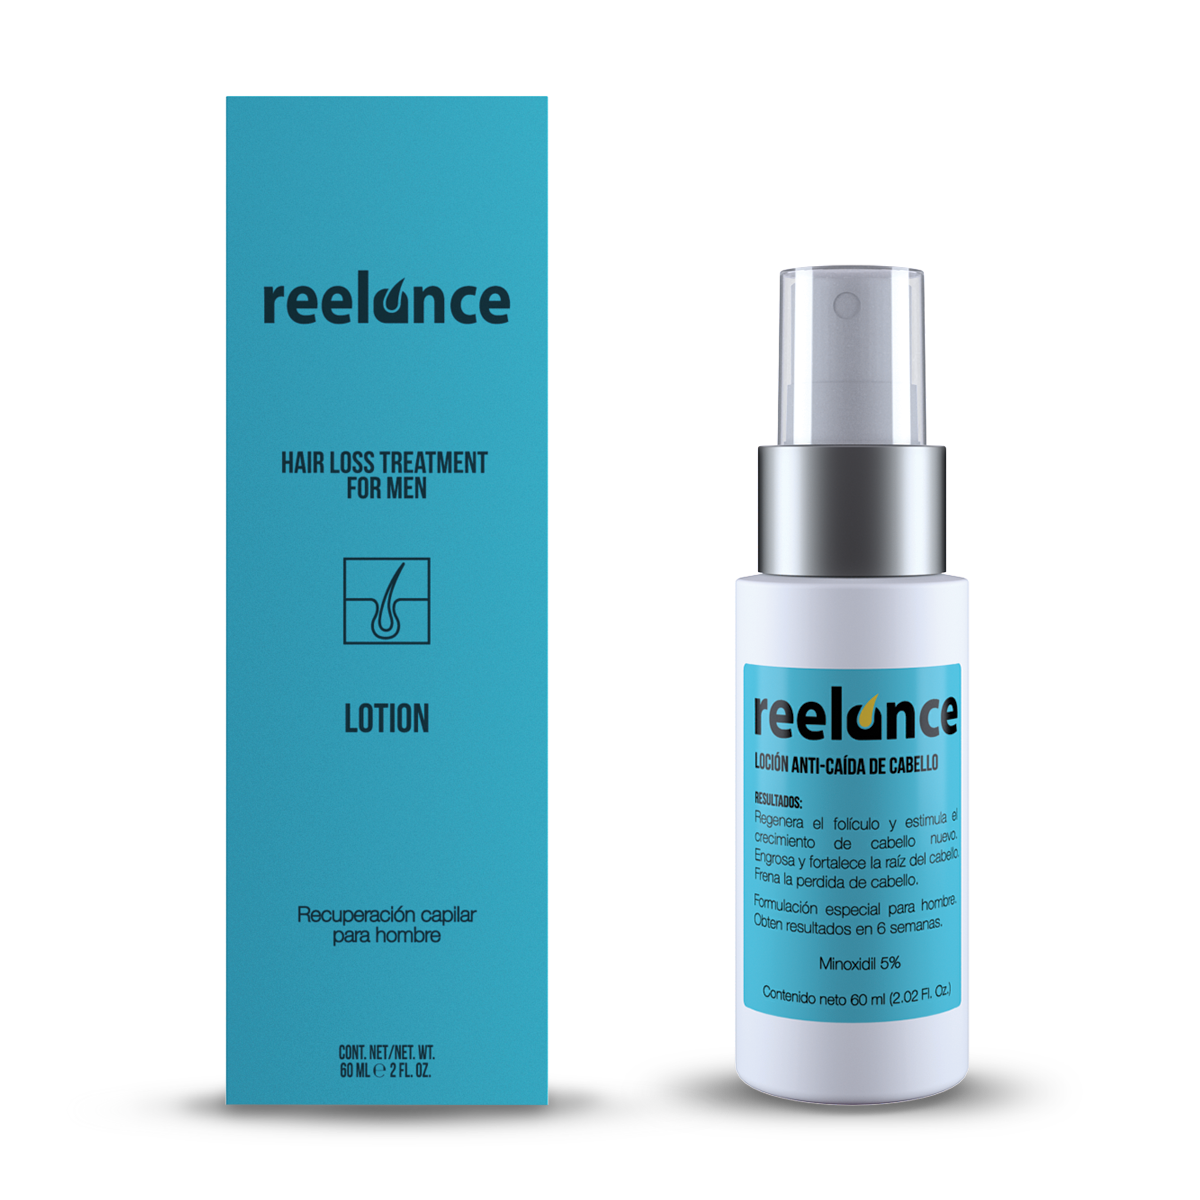 reelance
HAIR LOSS TREATMENT
FOR MEN
LOTION
Recuperación capilar
para hombre
CONT. NET/NET. WT.
60 ML ℮ 2 FL. OZ.
reelance
LOCIÓN ANTI-CAÍDA DE CABELLO
RESULTADOS:
Regenera el folículo y estimula el
crecimiento de cabello nuevo.
Engrosa y fortalece la raíz del cabello.
Frena la perdida de cabello.
Formulación especial para hombre.
Obten resultados en 6 semanas.
Minoxidil 5%
Contenido neto 60 ml (2.02 Fl. Oz.)